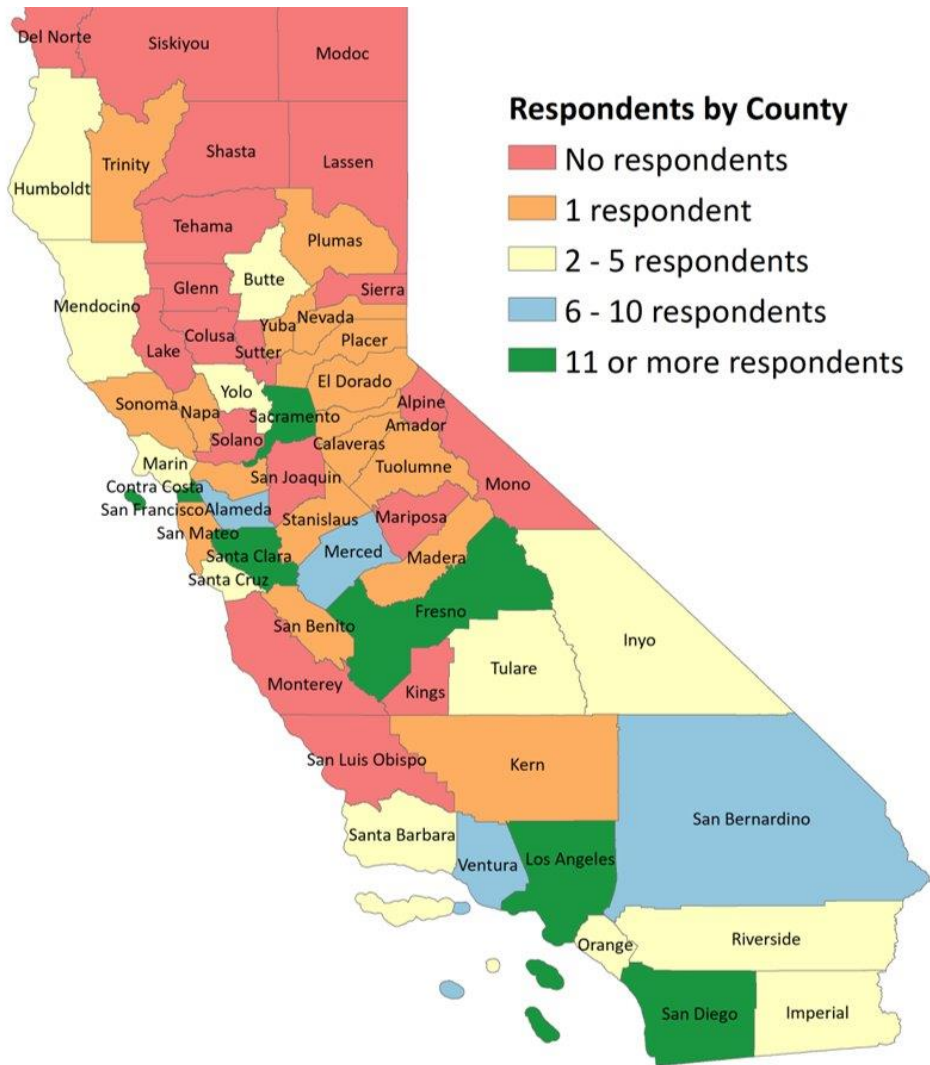 Del Norte
Siskiyou
Modoc
Respondents by County
No respondents
1 respondent
2 - 5 respondents
6 - 10 respondents
11 or more respondents
Shasta
Lassen
Trinity
Humboldt
Tehama
Plumas
Butte
Glenn
Sierra
Mendocino
Nevada
Yuba
Colusa
Placer
Lake
Sutter
El Dorado
Yolo
Alpine
Sonoma
Napa
Sacramento
Amador
Solano
Calaveras
Marin
Tuolumne
San Joaquin
Mono
Contra Costa
San Francisco
Alameda
Stanislaus
Mariposa
San Mateo
Merced
Santa Clara
Madera
Santa Cruz
Fresno
San Benito
Inyo
Tulare
Monterey
Kings
San Luis Obispo
Kern
San Bernardino
Santa Barbara
Ventura
Los Angeles
Orange
Riverside
San Diego
Imperial